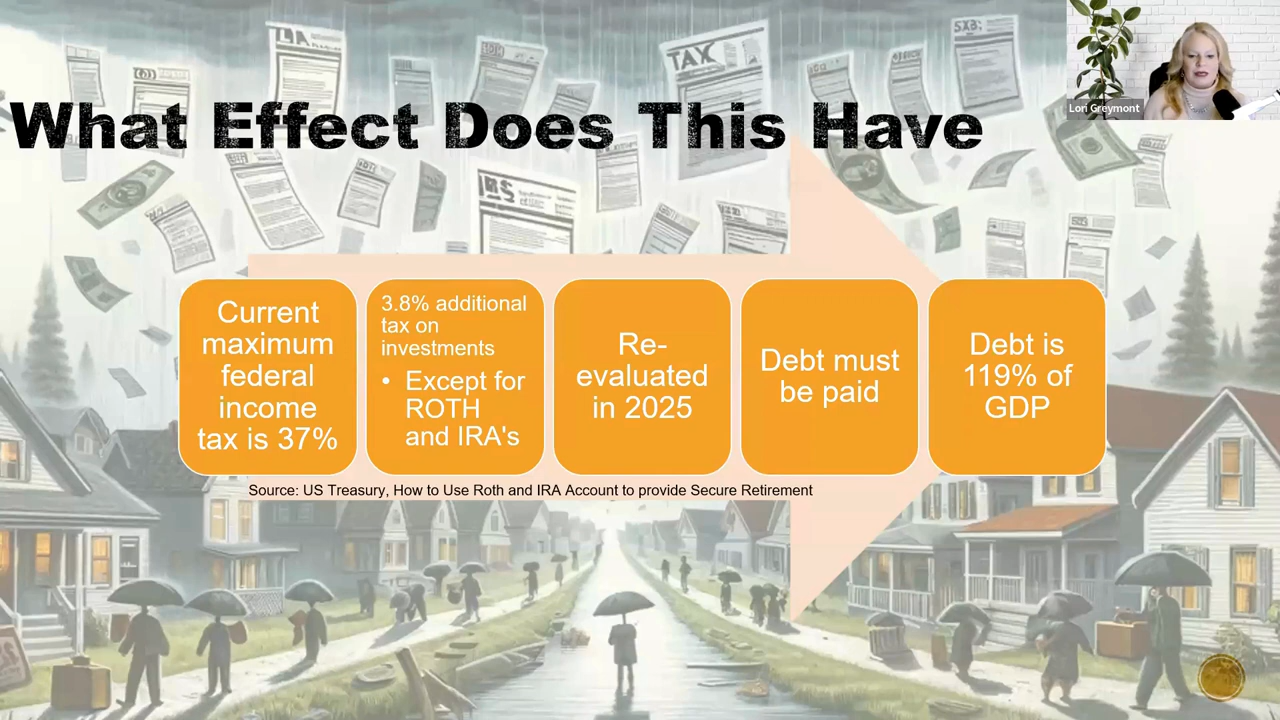 TAX
Lori Greymont
What Effect Does This Have
IRS
Current
maximum
federal
income
tax is 37%
3.8% additional
tax on
investments
• Except for
ROTH
and IRA's
Re-
evaluated
in 2025
Debt must
be paid
Debt is
119% of
GDP
Source: US Treasury, How to Use Roth and IRA Account to provide Secure Retirement